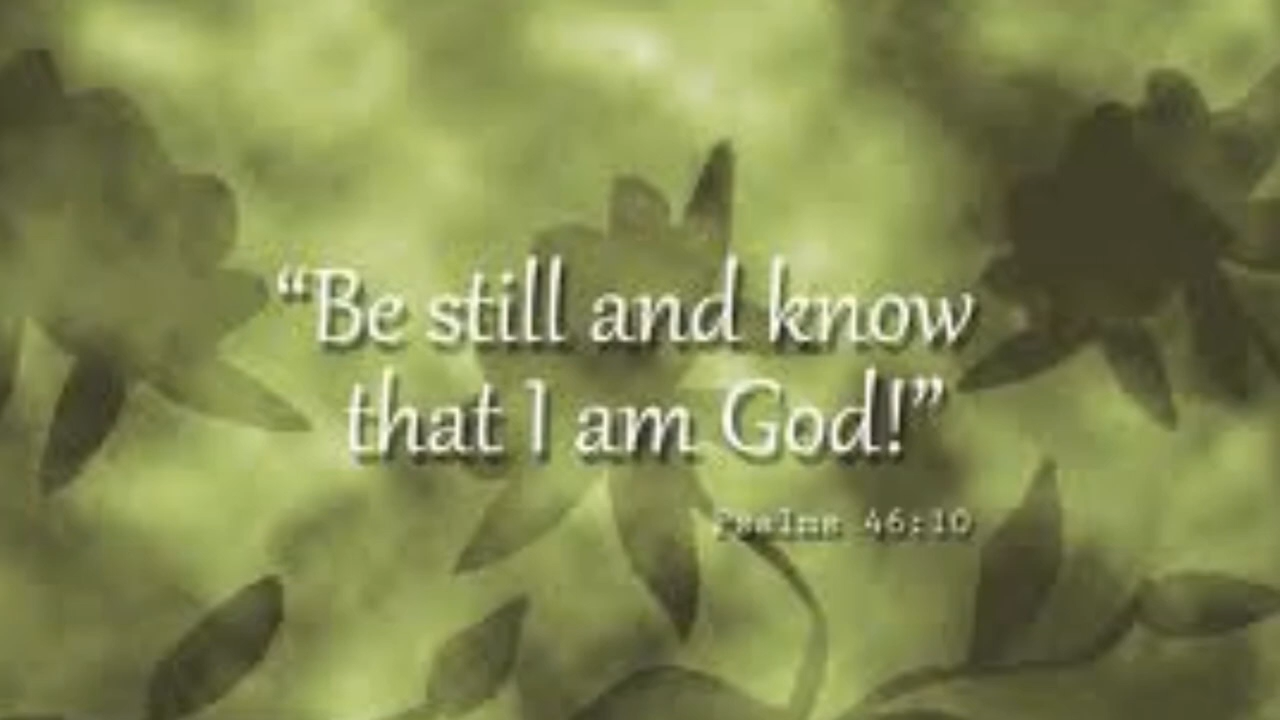 “Be still and know
that I am God!”
Psalms 46:10